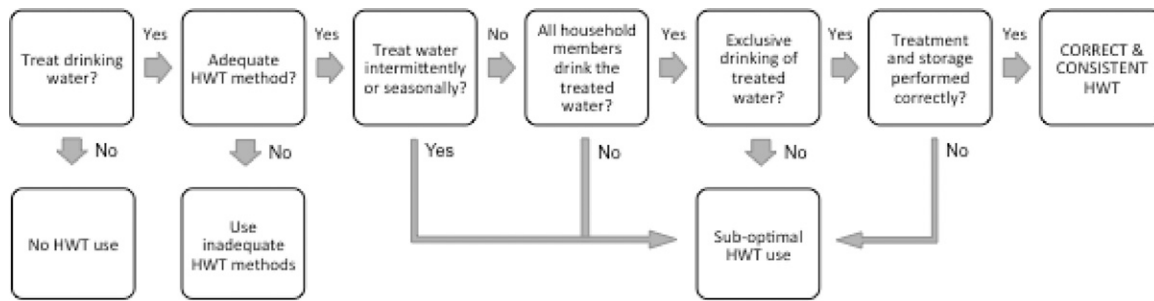 Treat drinking
water?
Yes
Adequate
HWT method?
Yes
Treat water
intermittently
or seasonally?
No
All household
members
drink the
treated
water?
Yes
Exclusive
drinking of
treated
water?
Yes
Treatment
and storage
performed
correctly?
Yes
CORRECT &
CONSISTENT
HWT
No
No
Yes
No
No
No
No HWT use
Use
inadequate
HWT methods
Sub-optimal
HWT use